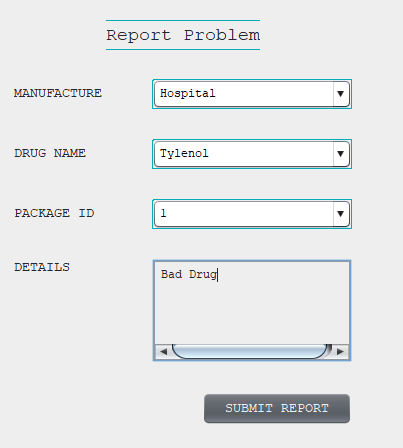 Report Problem
MANUFACTURE Hospital
DRUG NAME Tylenol
PACKAGE ID 1
DETAILS
Bad Drug
SUBMIT REPORT